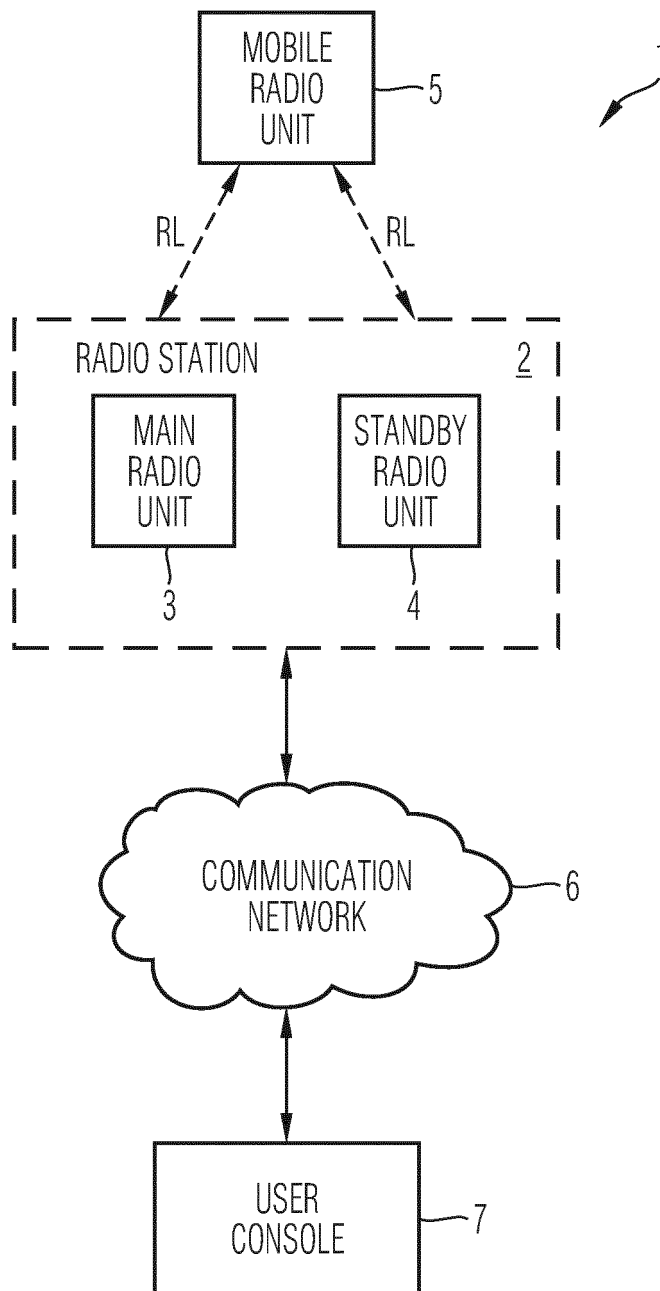 MOBILE
RADIO
UNIT
5
RL
RL
RADIO STATION
2
MAIN
RADIO
UNIT
STANDBY
RADIO
UNIT
3
4
COMMUNICATION
NETWORK
6
USER
CONSOLE
7